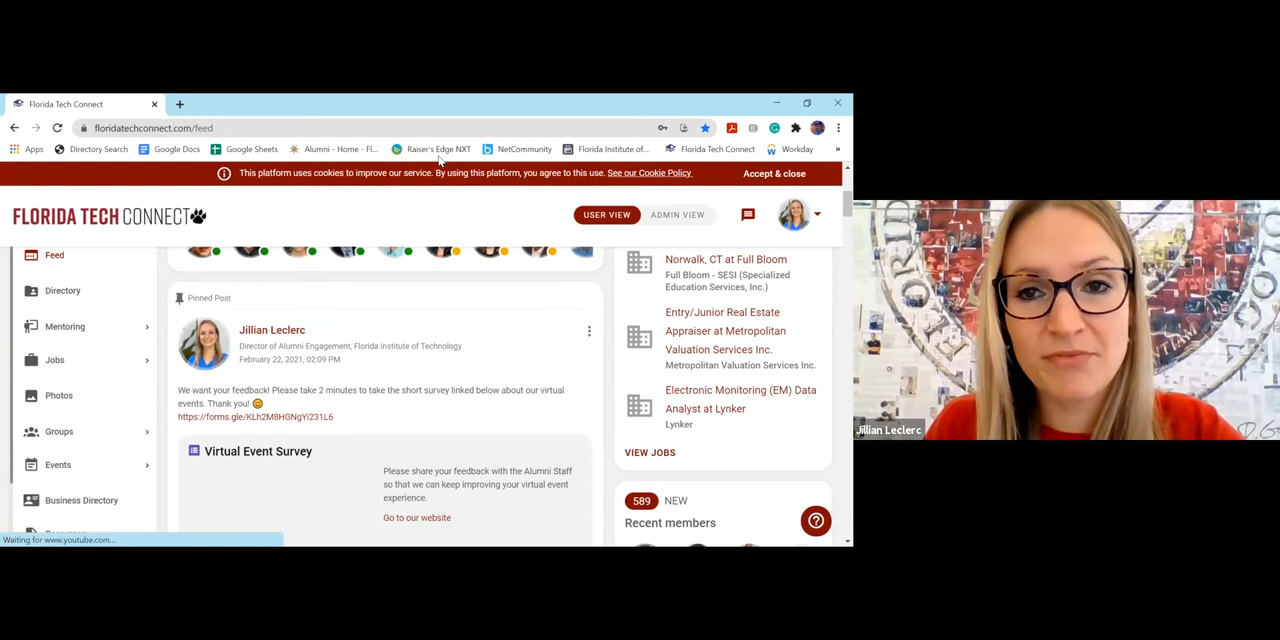 Florida Tech Connect
floridatechconnect.com/feed
Apps Directory Search Google Docs Google Sheets Alumni - Home - Fl... Raiser's Edge NXT NetCommunity Florida Institute of... Florida Tech Connect Workday »
This platform uses cookies to improve our service. By using this platform, you agree to this use. See our Cookie Policy Accept & close
FLORIDA TECH CONNECT
USER VIEW ADMIN VIEW
Feed
Directory
Mentoring
Jobs
Photos
Groups
Events
Business Directory
Pinned Post
Jillian Leclerc
Director of Alumni Engagement, Florida Institute of Technology
February 22, 2021, 02:09 PM
We want your feedback! Please take 2 minutes to take the short survey linked below about our virtual
events. Thank you! 😊
https://forms.gle/KLh2M8HGNgYi231L6
Virtual Event Survey
Please share your feedback with the Alumni Staff
so that we can keep improving your virtual event
experience.
Go to our website
Norwalk, CT at Full Bloom
Full Bloom - SESI (Specialized
Education Services, Inc.)
Entry/Junior Real Estate
Appraiser at Metropolitan
Valuation Services Inc.
Metropolitan Valuation Services Inc.
Electronic Monitoring (EM) Data
Analyst at Lynker
Lynker
VIEW JOBS
589 NEW
Recent members
Waiting for www.youtube.com...
Jillian Leclerc